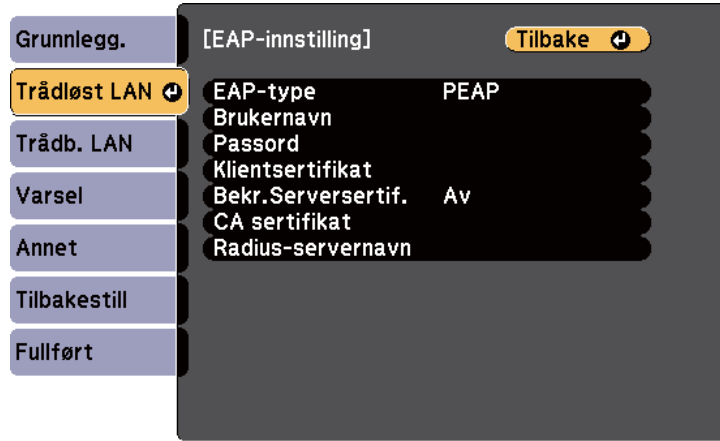 Grunnlegg.
Trådløst LAN
Trådb. LAN
Varsel
Annet
Tilbakestill
Fullført
[EAP-innstilling] Tilbake
EAP-type PEAP
Brukernavn
Passord
Klientsertifikat
Bekr.Serversertif. Av
CA sertifikat
Radius-servernavn